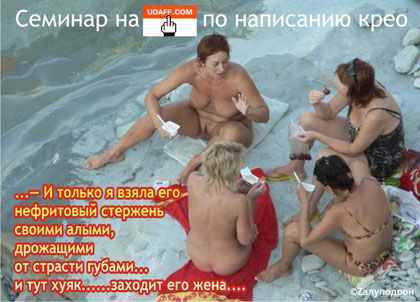 Семинар на UDAFF.COM по написанию крео
...– И только я взяла его
нефритовый стержень
своими алыми,
дрожащими
от страсти губами...
и тут хуяк......заходит его жена....
©Залуподрон